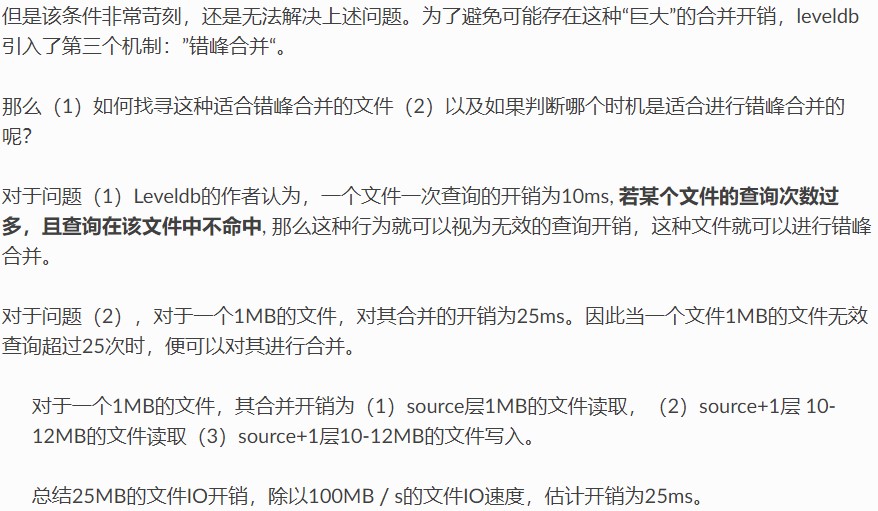 但是该条件非常苛刻，还是无法解决上述问题。为了避免可能存在这种“巨大”的合并开销，leveldb
引入了第三个机制：”错峰合并“。
那么（1）如何找寻这种适合错峰合并的文件（2）以及如果判断哪个时机是适合进行错峰合并的
呢？
对于问题（1）Leveldb的作者认为，一个文件一次查询的开销为10ms, 若某个文件的查询次数过
多，且查询在该文件中不命中, 那么这种行为就可以视为无效的查询开销，这种文件就可以进行错峰
合并。
对于问题（2），对于一个1MB的文件，对其合并的开销为25ms。因此当一个文件1MB的文件无效
查询超过25次时，便可以对其进行合并。
对于一个1MB的文件，其合并开销为（1）source层1MB的文件读取，（2）source+1层 10-
12MB的文件读取（3）source+1层10-12MB的文件写入。
总结25MB的文件IO开销，除以100MB／s的文件IO速度，估计开销为25ms。